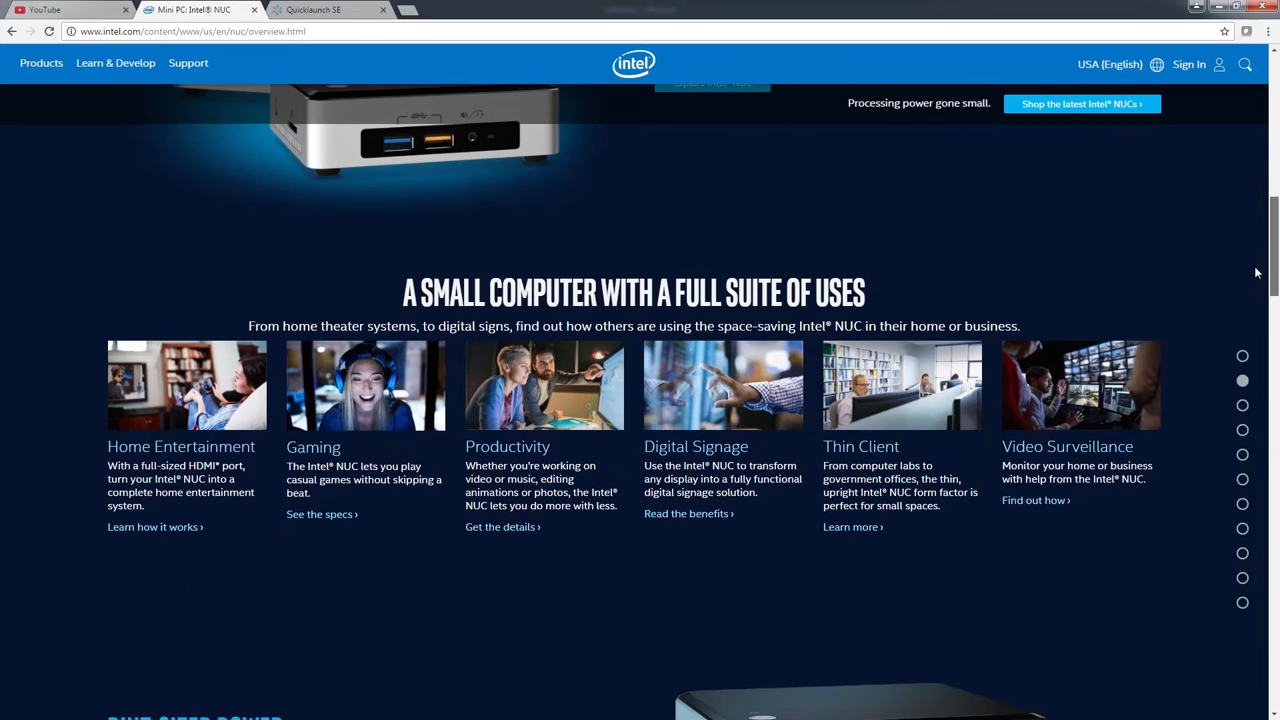 YouTube
Mini PC: Intel® NUC
Quicklaunch SE
www.intel.com/content/www/us/en/nuc/overview.html
Products
Learn & Develop
Support
intel
USA (English)
Sign In
Explore Intel® NUC
Processing power gone small.
Shop the latest Intel® NUCs ›
A SMALL COMPUTER WITH A FULL SUITE OF USES
From home theater systems, to digital signs, find out how others are using the space-saving Intel® NUC in their home or business.
Home Entertainment
With a full-sized HDMI* port,
turn your Intel® NUC into a
complete home entertainment
system.
Learn how it works ›
Gaming
The Intel® NUC lets you play
casual games without skipping a
beat.
See the specs ›
Productivity
Whether you're working on
video or music, editing
animations or photos, the Intel®
NUC lets you do more with less.
Get the details ›
Digital Signage
Use the Intel® NUC to transform
any display into a fully functional
digital signage solution.
Read the benefits ›
Thin Client
From computer labs to
government offices, the thin,
upright Intel® NUC form factor is
perfect for small spaces.
Learn more ›
Video Surveillance
Monitor your home or business
with help from the Intel® NUC.
Find out how ›